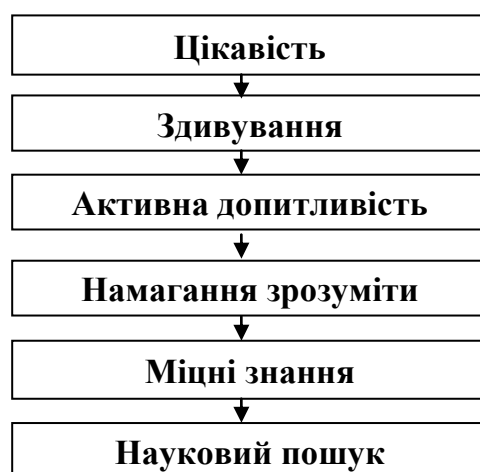 Цікавість
Здивування
Активна допитливість
Намагання зрозуміти
Міцні знання
Науковий пошук